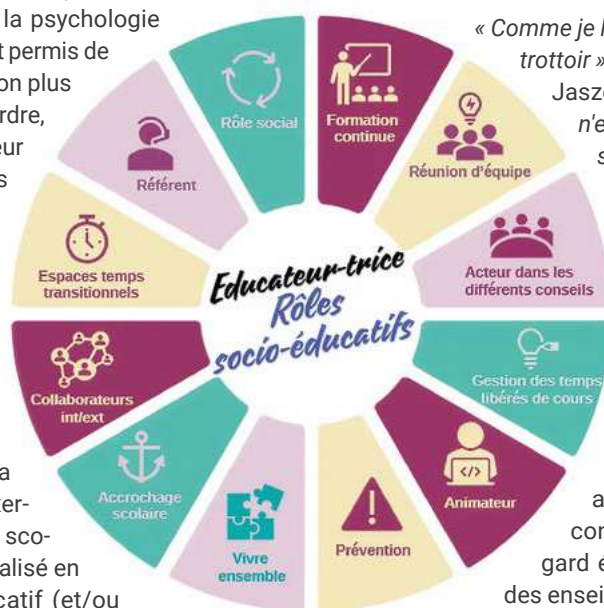 la psychologie
t permis de
on plus
rdre,
eur
s
« Comme je l
trottoir »
Jasz
n'e
s
Educateur-trice
Rôles
socio-éducatifs
Rôle social
Formation
continue
Réunion d'équipe
Acteur dans les
différents conseils
Gestion des temps
libérés de cours
Animateur
Prévention
Vivre
ensemble
Accrochage
scolaire
Collaborateurs
int/ext
Espaces temps
transitionnels
Référent
a
xer-
sco-
alisé en
catif (et/ou
a
con
gard é
des ensei